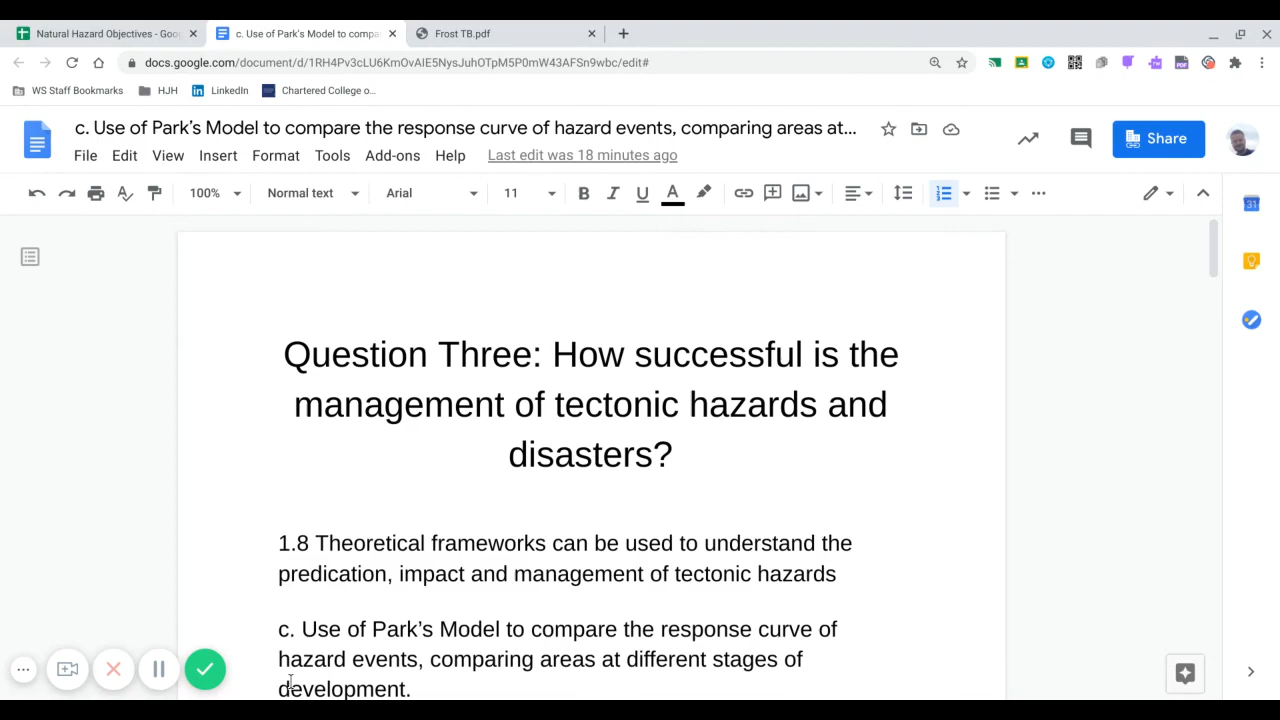 Natural Hazard Objectives - Goo
c. Use of Park's Model to compa
Frost TB.pdf
docs.google.com/document/d/1RH4Pv3cLU6KmOvAIE5NysJuhOTpM5P0mW43AFSn9wbc/edit#
WS Staff Bookmarks
HJH
LinkedIn
Chartered College o...
c. Use of Park's Model to compare the response curve of hazard events, comparing areas at...
File Edit View Insert Format Tools Add-ons Help Last edit was 18 minutes ago
Share
100% Normal text Arial 11 B I U A
31
Question Three: How successful is the
management of tectonic hazards and
disasters?
1.8 Theoretical frameworks can be used to understand the
predication, impact and management of tectonic hazards
c. Use of Park's Model to compare the response curve of
hazard events, comparing areas at different stages of
development.